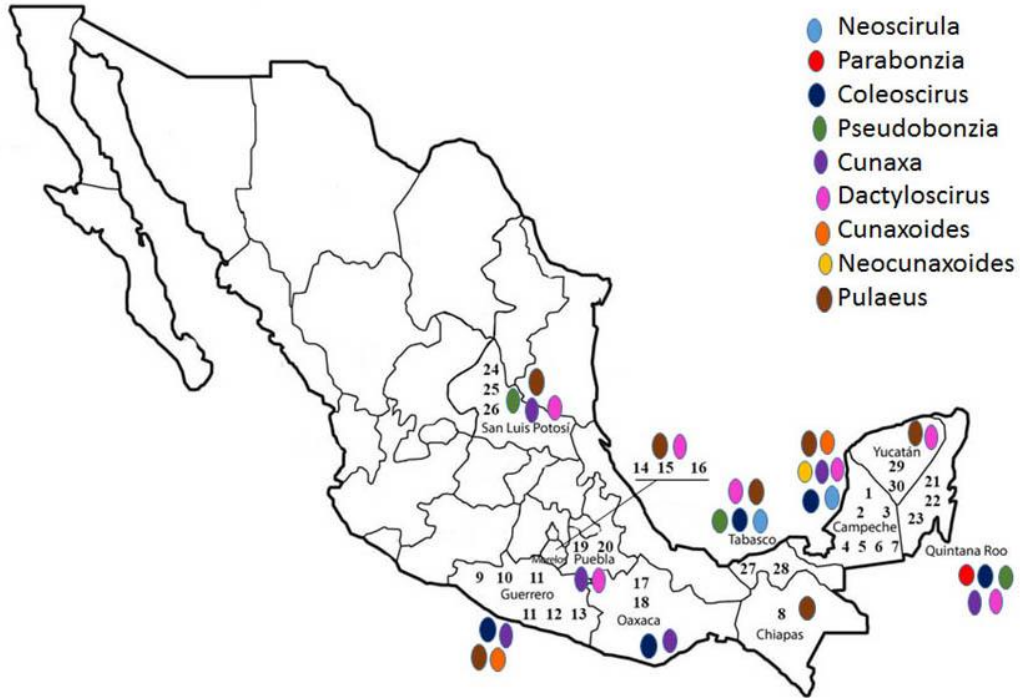 Neoscirula
Parabonzia
Coleoscirus
Pseudobonzia
Cunaxa
Dactyloscirus
Cunaxoides
Neocunaxoides
Pulaeus
24
25
26
San Luis Potosí
14 15 16
Yucatán
29
30
21
22
23
1
2 3
Campeche
4 5 6 7
Tabasco
Quintana Roo
19 20
Morelos Puebla
9 10 11
Guerrero
11 12 13
17
18
Oaxaca
27 28
8
Chiapas